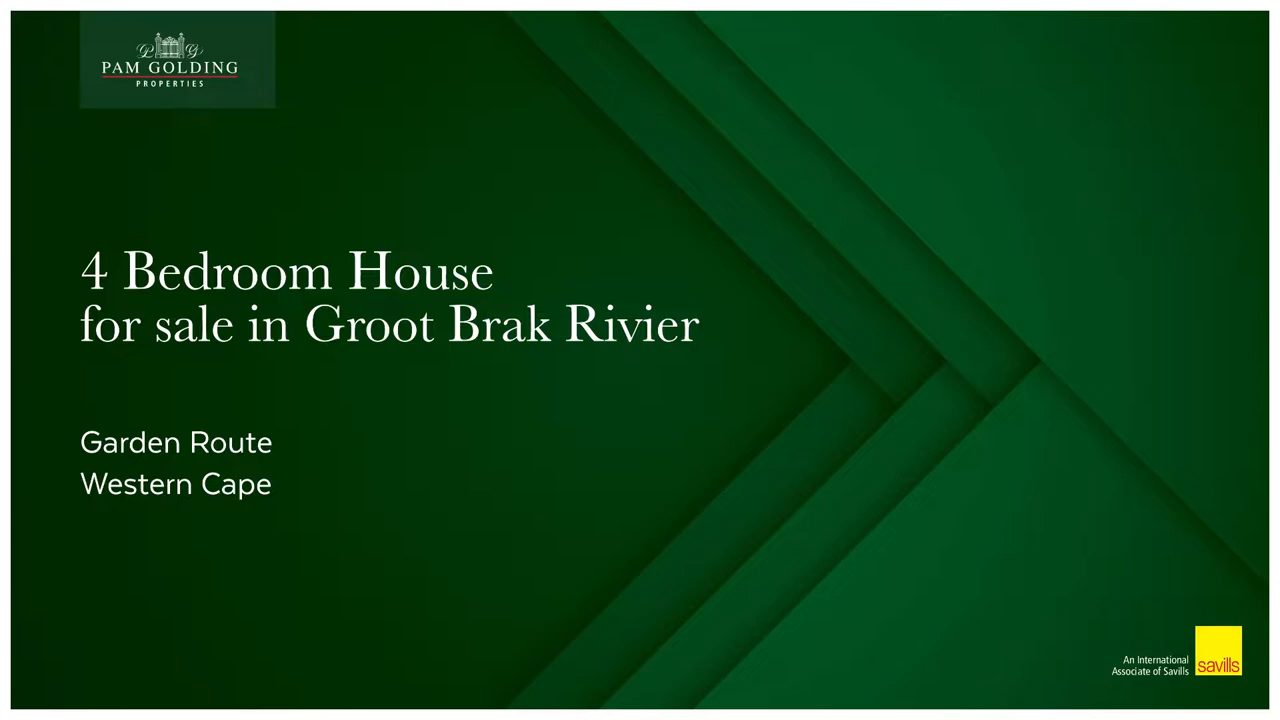 PAM GOLDING
PROPERTIES
4 Bedroom House
for sale in Groot Brak Rivier
Garden Route
Western Cape
An International
Associate of Savills
savills